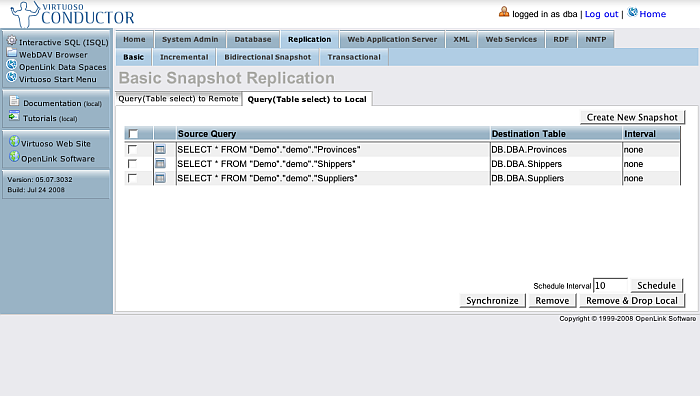 VIRTUOSO
CONDUCTOR
logged in as dba | Log out | Home
Interactive SQL (ISQL)
WebDAV Browser
OpenLink Data Spaces
Virtuoso Start Menu
Documentation (local)
Tutorials (local)
Virtuoso Web Site
OpenLink Software
Version: 05.07.3032
Build: Jul 24 2008
Home System Admin Database Replication Web Application Server XML Web Services RDF NNTP
Basic Incremental Bidirectional Snapshot Transactional
Basic Snapshot Replication
Query(Table select) to Remote Query(Table select) to Local
Create New Snapshot
Source Query Destination Table Interval
SELECT * FROM "Demo"."demo"."Provinces" DB.DBA.Provinces none
SELECT * FROM "Demo"."demo"."Shippers" DB.DBA.Shippers none
SELECT * FROM "Demo"."demo"."Suppliers" DB.DBA.Suppliers none
Schedule Interval 10 Schedule
Synchronize Remove Remove & Drop Local
Copyright © 1999-2008 OpenLink Software